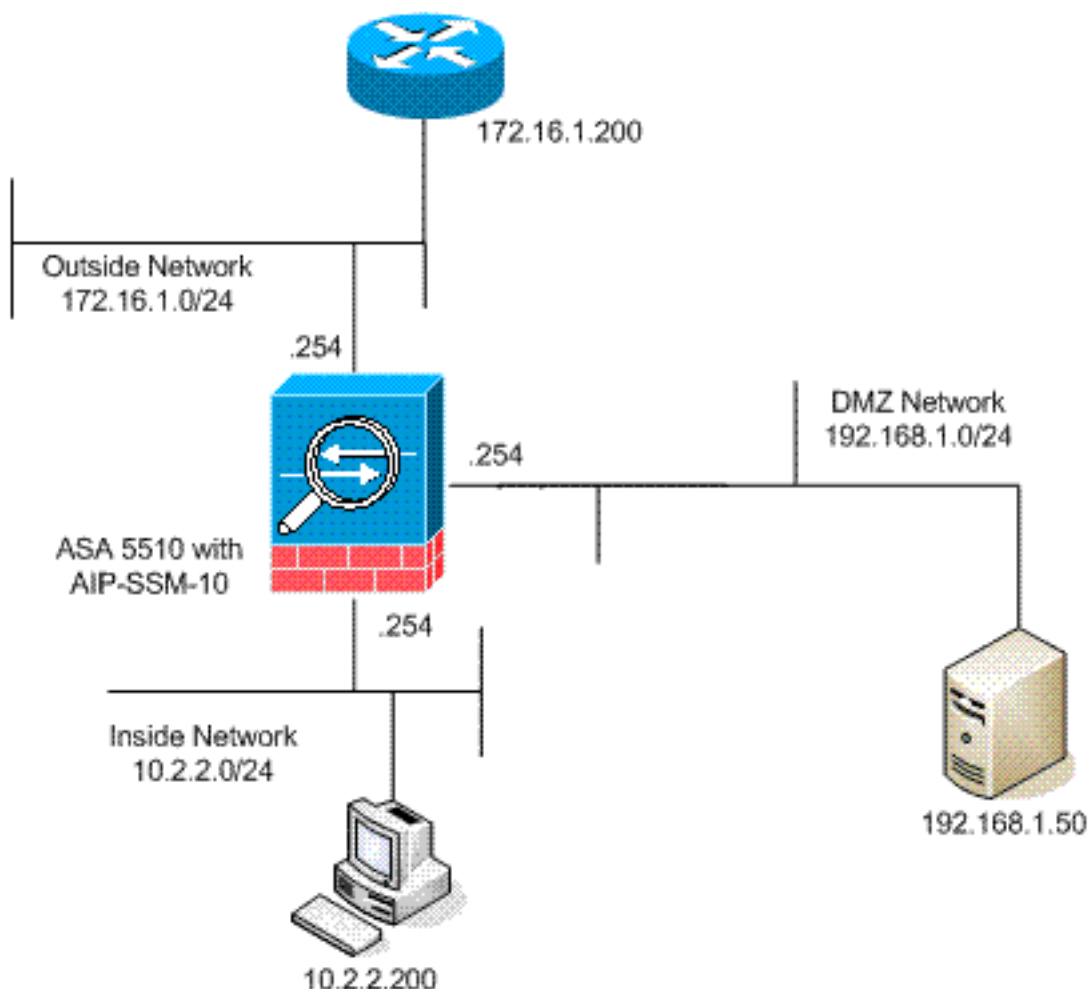 172.16.1.200
Outside Network
172.16.1.0/24
.254
DMZ Network
192.168.1.0/24
.254
ASA 5510 with
AIP-SSM-10
.254
Inside Network
10.2.2.0/24
192.168.1.50
10.2.2.200